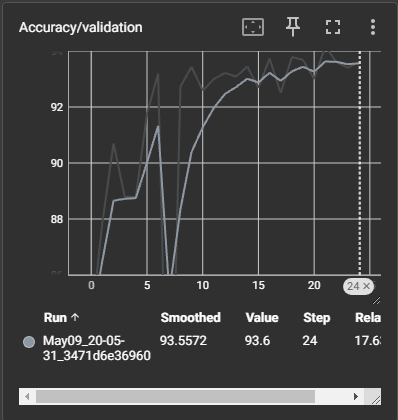 Accuracy/validation
92
90
88
0
5
10
15
20
24 ×
Run ↑ Smoothed Value Step Rela
May09_20-05-
31_3471d6e36960 93.5572 93.6 24 17.6